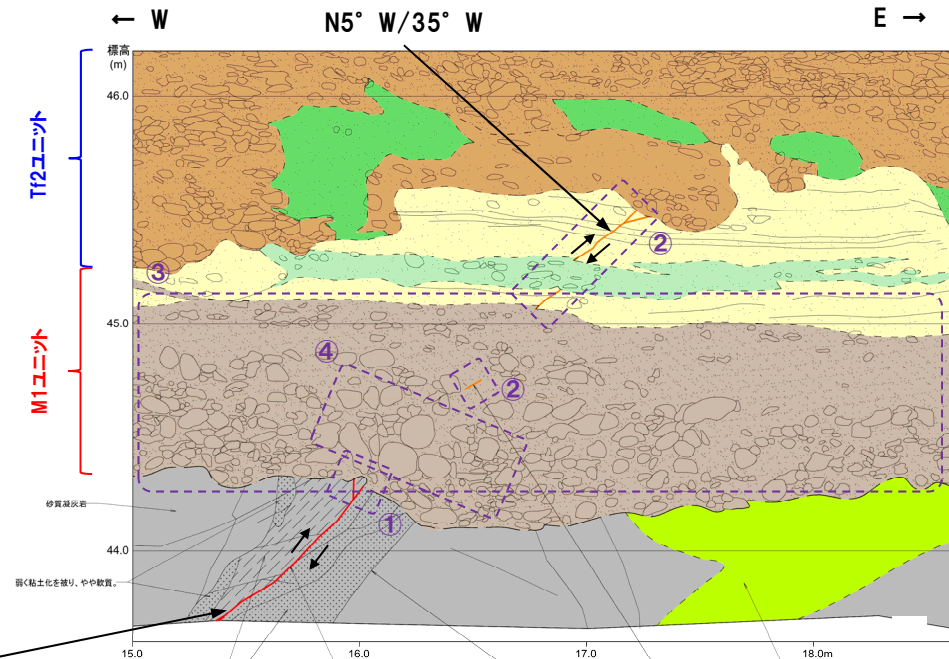 ← W
N5° W/35° W
E →
標高
(m)
46.0
Tf2ユニット
②
③
45.0
M1ユニット
④
②
砂質凝灰岩
①
44.0
弱く粘土化を被り、やや軟質。
15.0
16.0
17.0
18.0m